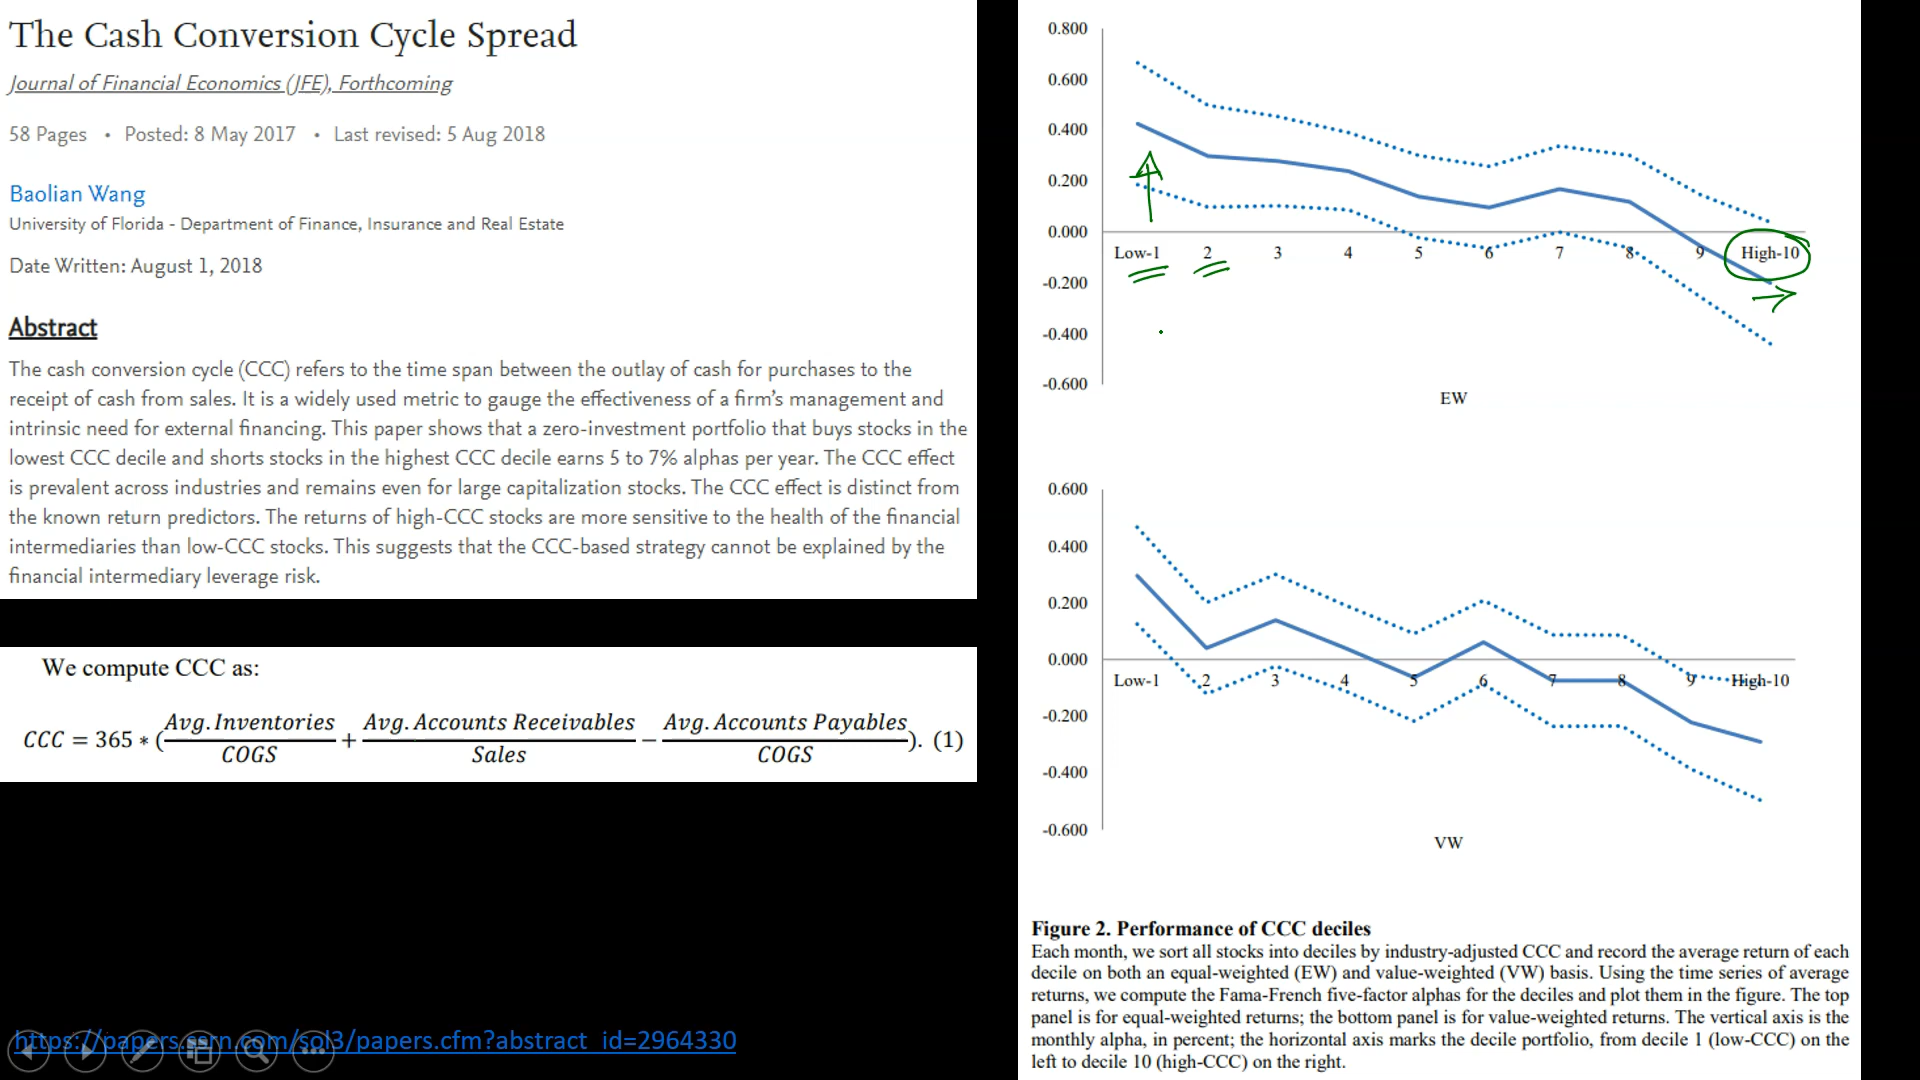 The Cash Conversion Cycle Spread
Journal of Financial Economics (JFE), Forthcoming
58 Pages • Posted: 8 May 2017 • Last revised: 5 Aug 2018
Baolian Wang
University of Florida - Department of Finance, Insurance and Real Estate
Date Written: August 1, 2018
Abstract
The cash conversion cycle (CCC) refers to the time span between the outlay of cash for purchases to the
receipt of cash from sales. It is a widely used metric to gauge the effectiveness of a firm's management and
intrinsic need for external financing. This paper shows that a zero-investment portfolio that buys stocks in the
lowest CCC decile and shorts stocks in the highest CCC decile earns 5 to 7% alphas per year. The CCC effect
is prevalent across industries and remains even for large capitalization stocks. The CCC effect is distinct from
the known return predictors. The returns of high-CCC stocks are more sensitive to the health of the financial
intermediaries than low-CCC stocks. This suggests that the CCC-based strategy cannot be explained by the
financial intermediary leverage risk.
We compute CCC as:
CCC = 365 * (Avg. Inventories / COGS + Avg. Accounts Receivables / Sales − Avg. Accounts Payables / COGS). (1)
https://papers.ssrn.com/sol3/papers.cfm?abstract_id=2964330
0.800
0.600
0.400
0.200
0.000
Low-1 2 3 4 5 6 7 8 9 High-10
-0.200
-0.400
-0.600
EW
0.600
0.400
0.200
0.000
Low-1 2 3 4 5 6 7 8 9 High-10
-0.200
-0.400
-0.600
VW
Figure 2. Performance of CCC deciles
Each month, we sort all stocks into deciles by industry-adjusted CCC and record the average return of each
decile on both an equal-weighted (EW) and value-weighted (VW) basis. Using the time series of average
returns, we compute the Fama-French five-factor alphas for the deciles and plot them in the figure. The top
panel is for equal-weighted returns; the bottom panel is for value-weighted returns. The vertical axis is the
monthly alpha, in percent; the horizontal axis marks the decile portfolio, from decile 1 (low-CCC) on the
left to decile 10 (high-CCC) on the right.